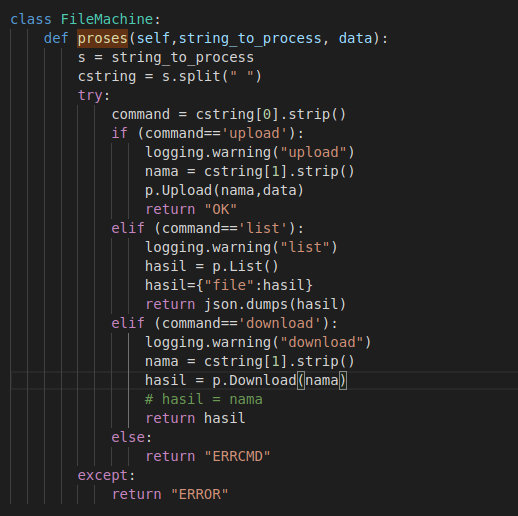 class FileMachine:
    def proses(self,string_to_process, data):
        s = string_to_process
        cstring = s.split(" ")
        try:
            command = cstring[0].strip()
            if (command=='upload'):
                logging.warning("upload")
                nama = cstring[1].strip()
                p.Upload(nama,data)
                return "OK"
            elif (command=='list'):
                logging.warning("list")
                hasil = p.List()
                hasil={"file":hasil}
                return json.dumps(hasil)
            elif (command=='download'):
                logging.warning("download")
                nama = cstring[1].strip()
                hasil = p.Download(nama)
                # hasil = nama
                return hasil
            else:
                return "ERRCMD"
        except:
            return "ERROR"